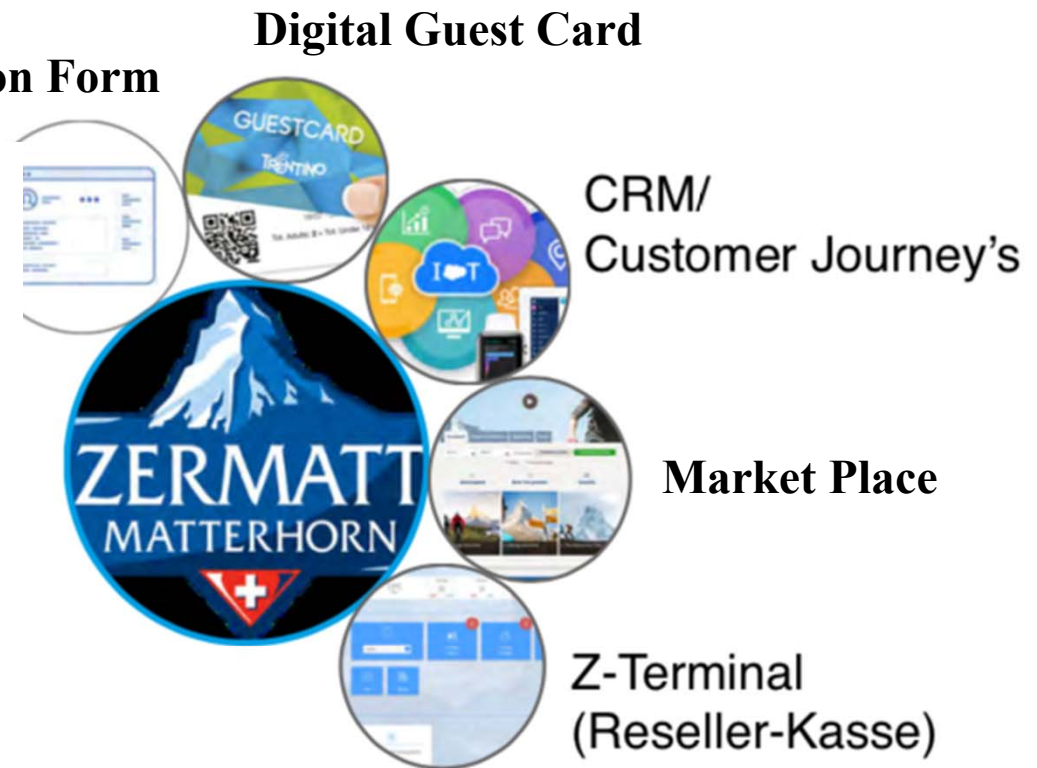 Digital Guest Card
on Form
GUESTCARD
TRENTINO
CRM/
Customer Journey's
IOT
ZERMATT
MATTERHORN
Market Place
Z-Terminal
(Reseller-Kasse)